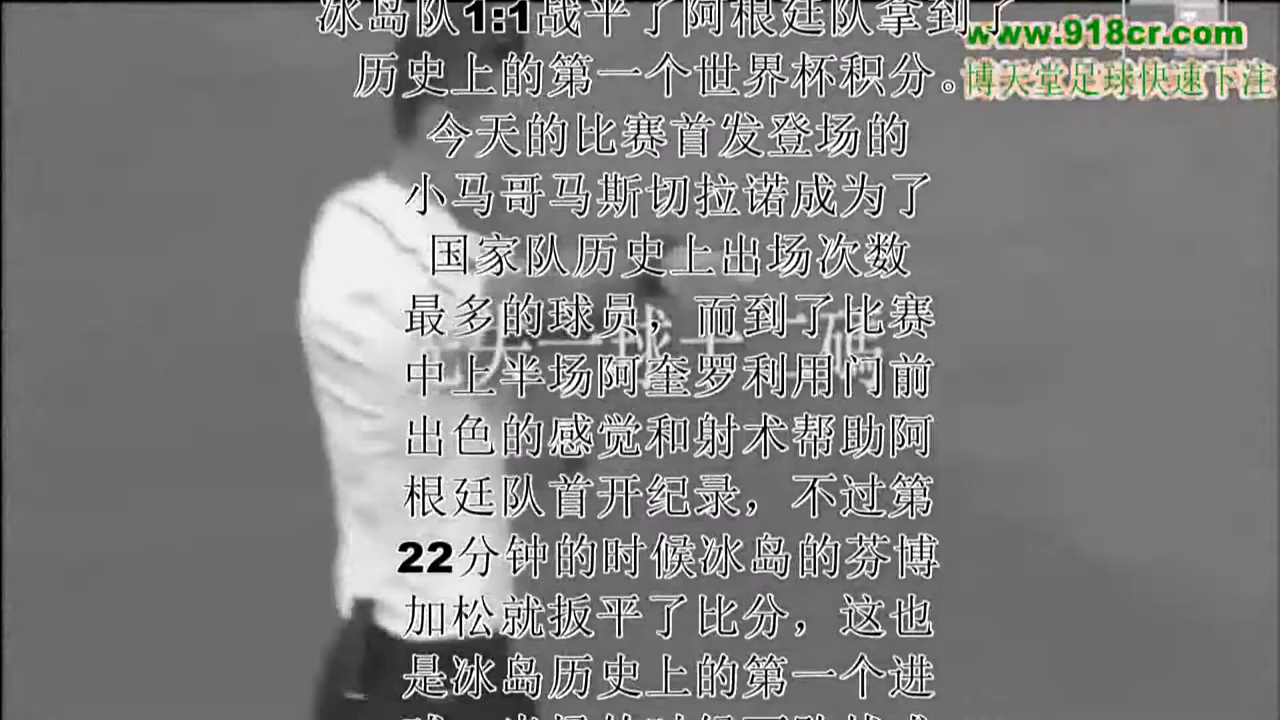 冰岛队1:1战平了阿根廷队拿到了
www.918cr.com
历史上的第一个世界杯积分。
博天堂足球快速下注
今天的比赛首发登场的
小马哥马斯切拉诺成为了
国家队历史上出场次数
最多的球员，而到了比赛
中上半场阿奎罗利用门前
出色的感觉和射术帮助阿
根廷队首开纪录，不过第
22分钟的时候冰岛的芬博
加松就扳平了比分，这也
是冰岛历史上的第一个进